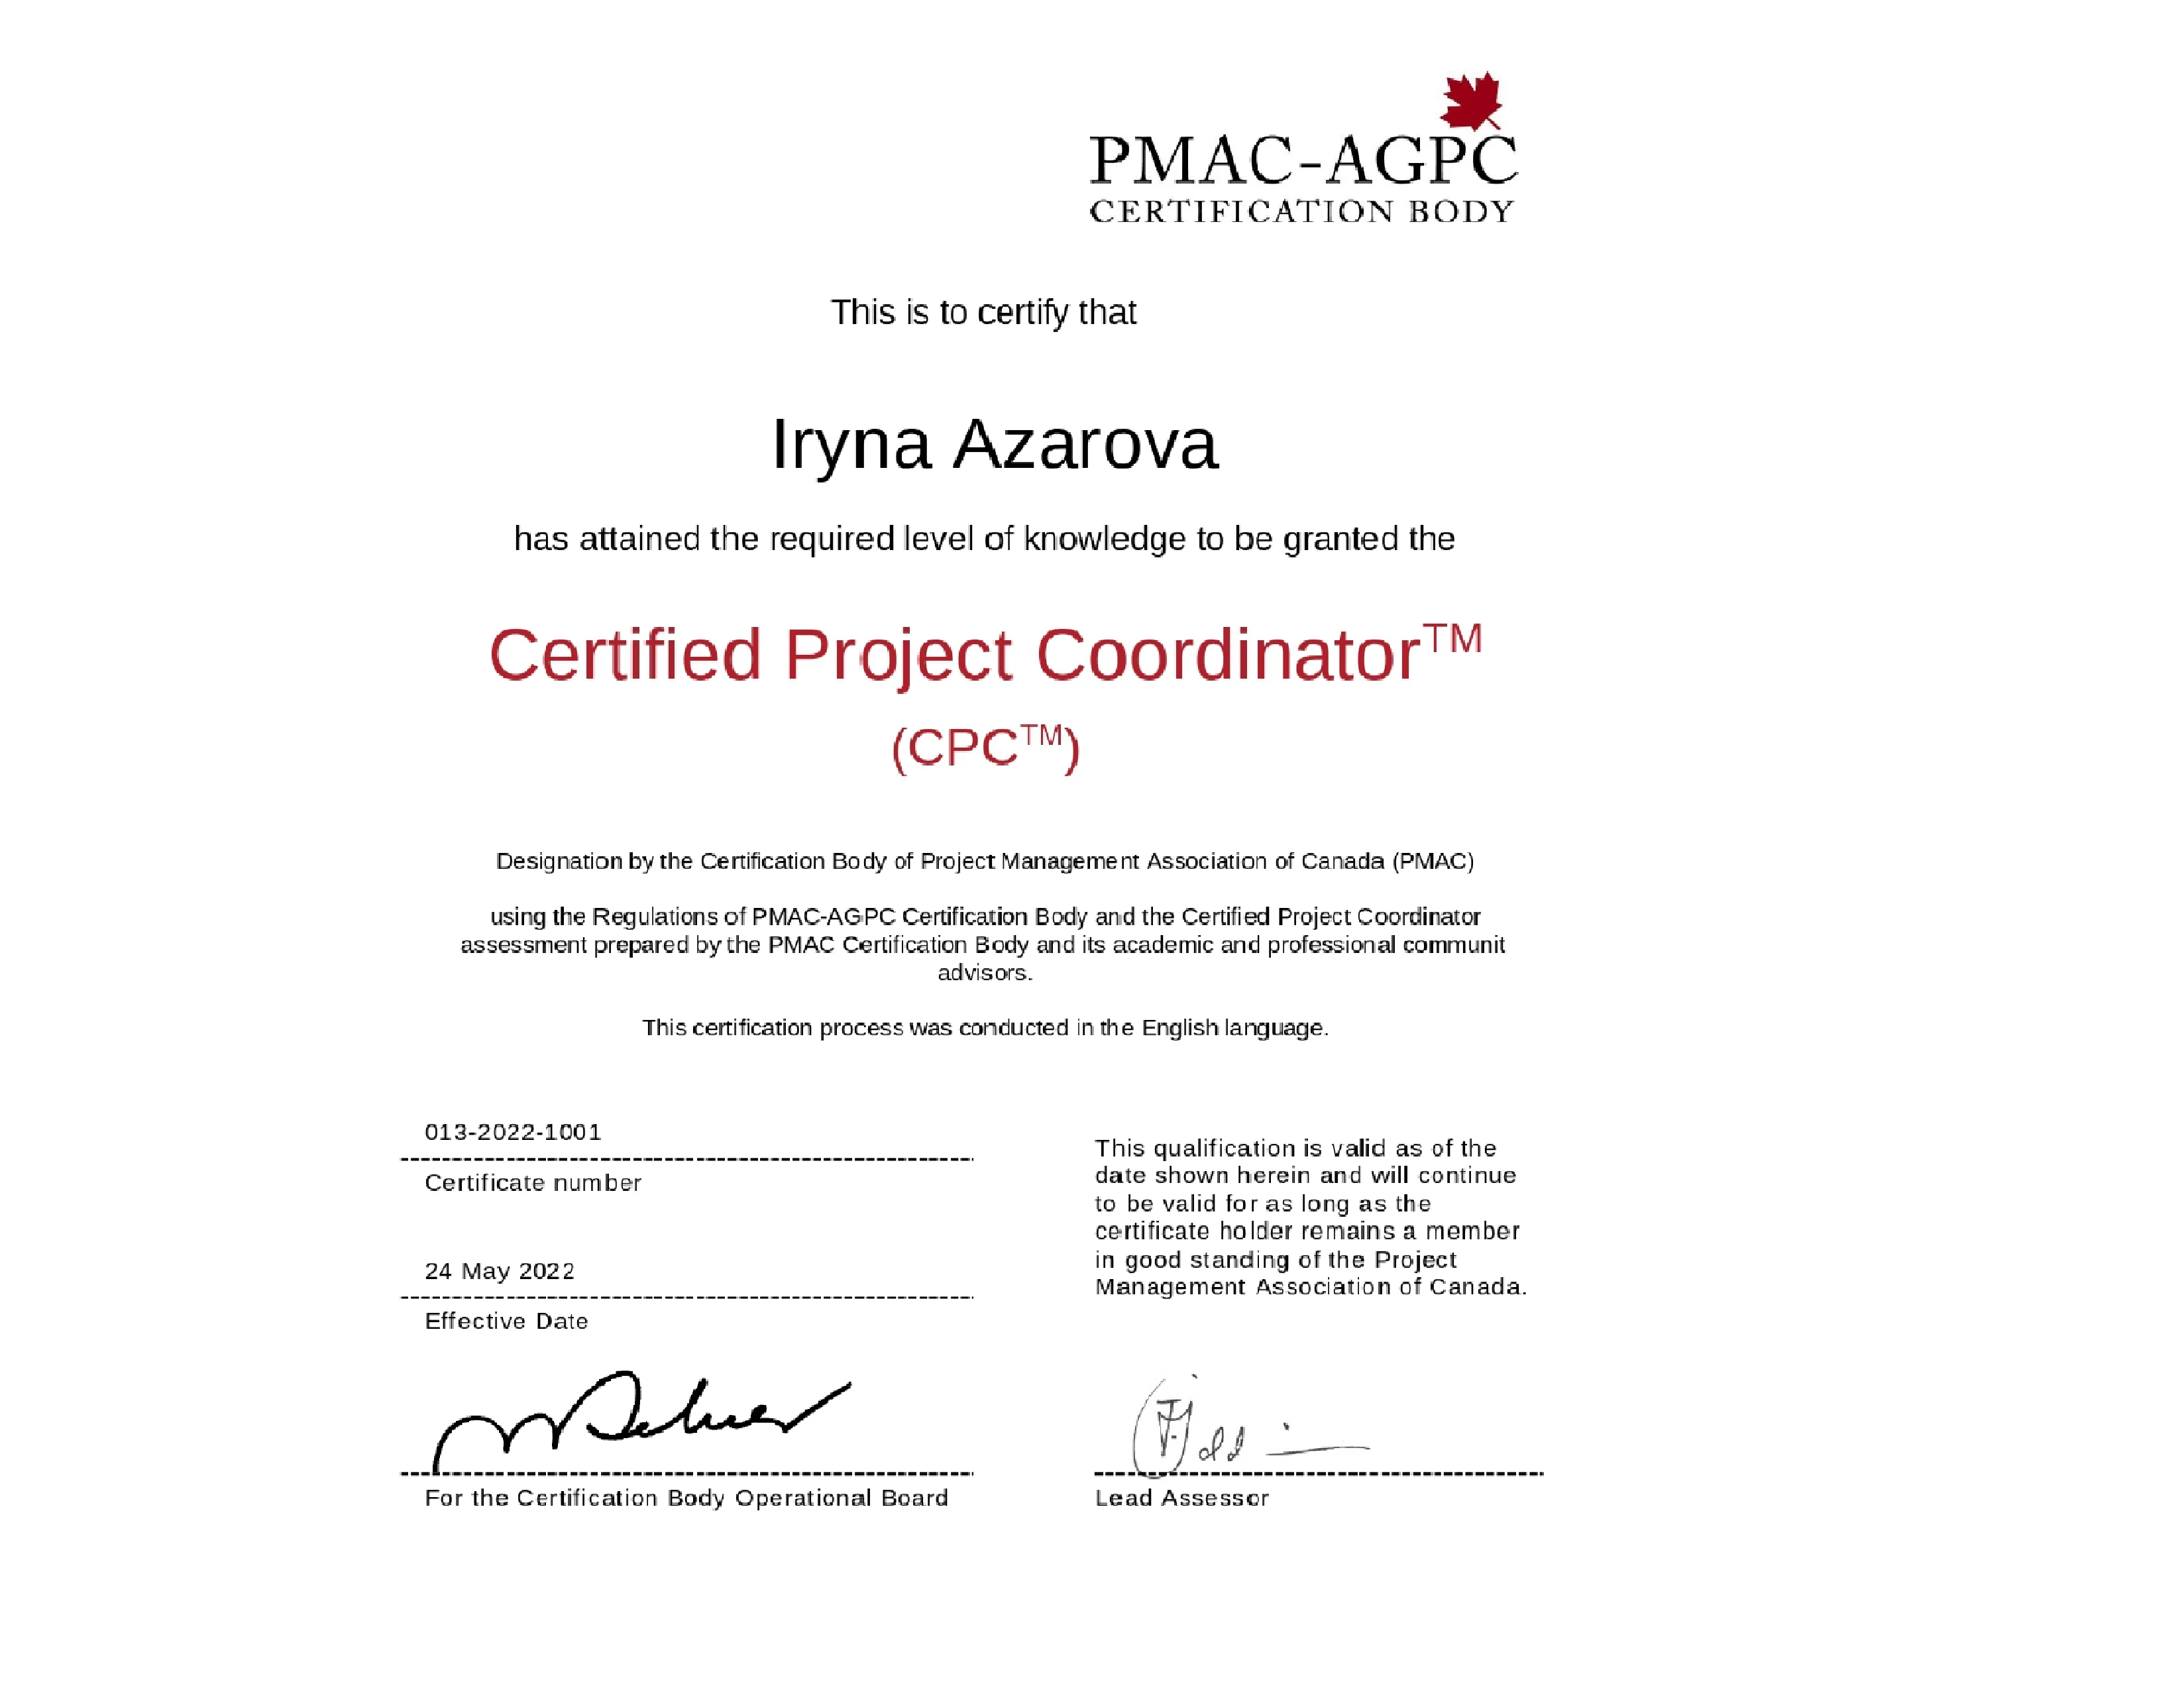 PMAC-AGPC
CERTIFICATION BODY
This is to certify that
Iryna Azarova
has attained the required level of knowledge to be granted the
Certified Project Coordinator™
(CPC™)
Designation by the Certification Body of Project Management Association of Canada (PMAC)
using the Regulations of PMAC-AGPC Certification Body and the Certified Project Coordinator
assessment prepared by the PMAC Certification Body and its academic and professional communit
advisors.
This certification process was conducted in the English language.
013-2022-1001
Certificate number
24 May 2022
Effective Date
For the Certification Body Operational Board
This qualification is valid as of the
date shown herein and will continue
to be valid for as long as the
certificate holder remains a member
in good standing of the Project
Management Association of Canada.
Lead Assessor